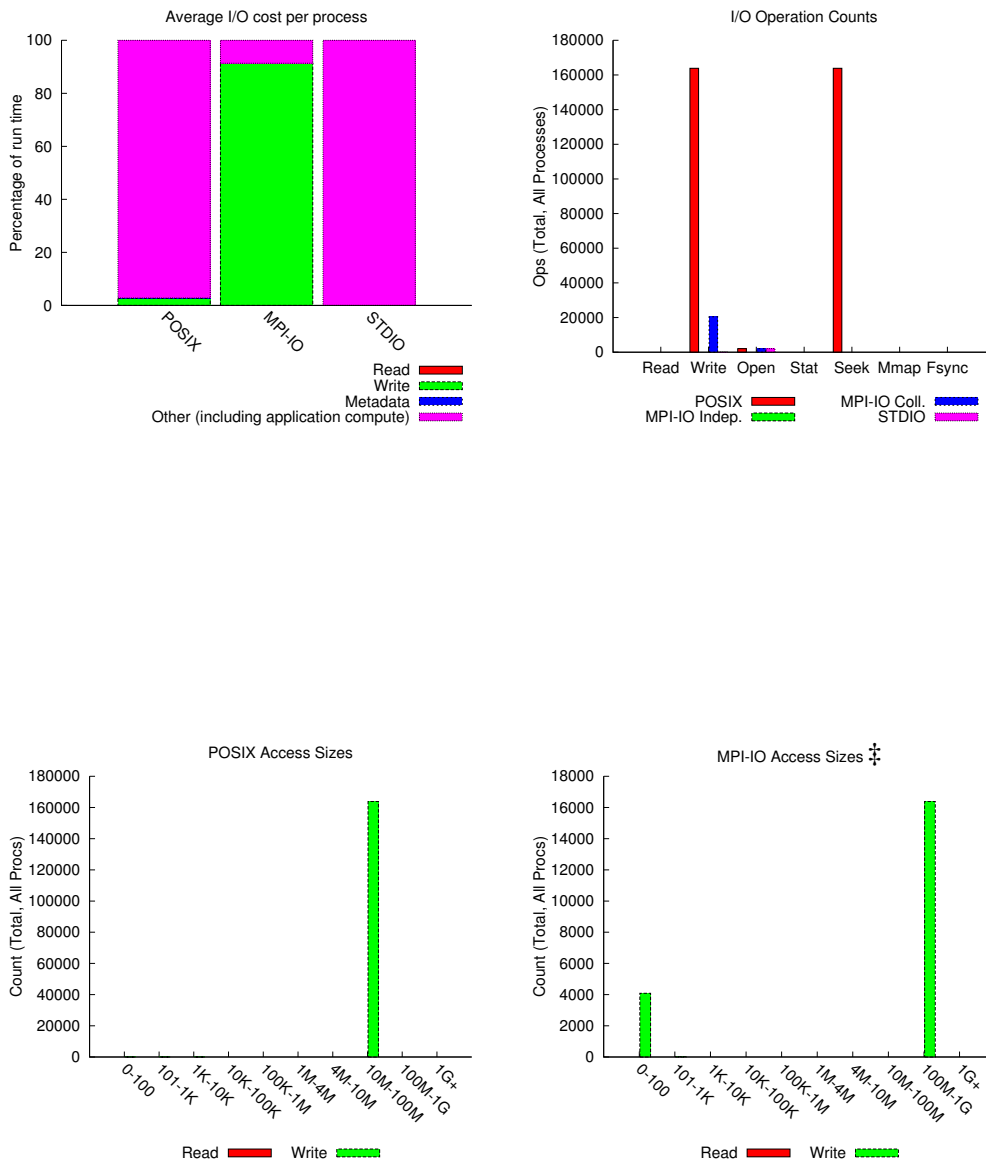 Average I/O cost per process
Percentage of run time
100
80
60
40
20
0
POSIX
MPI-IO
STDIO
Read
Write
Metadata
Other (including application compute)
I/O Operation Counts
Ops (Total, All Processes)
180000
160000
140000
120000
100000
80000
60000
40000
20000
0
Read Write Open Stat Seek Mmap Fsync
POSIX MPI-IO Coll.
MPI-IO Indep. STDIO
POSIX Access Sizes
Count (Total, All Procs)
180000
160000
140000
120000
100000
80000
60000
40000
20000
0
0-100
101-1K
1K-10K
10K-100K
100K-1M
1M-4M
4M-10M
10M-100M
100M-1G
1G+
Read Write
MPI-IO Access Sizes ‡
Count (Total, All Procs)
18000
16000
14000
12000
10000
8000
6000
4000
2000
0
0-100
101-1K
1K-10K
10K-100K
100K-1M
1M-4M
4M-10M
10M-100M
100M-1G
1G+
Read Write